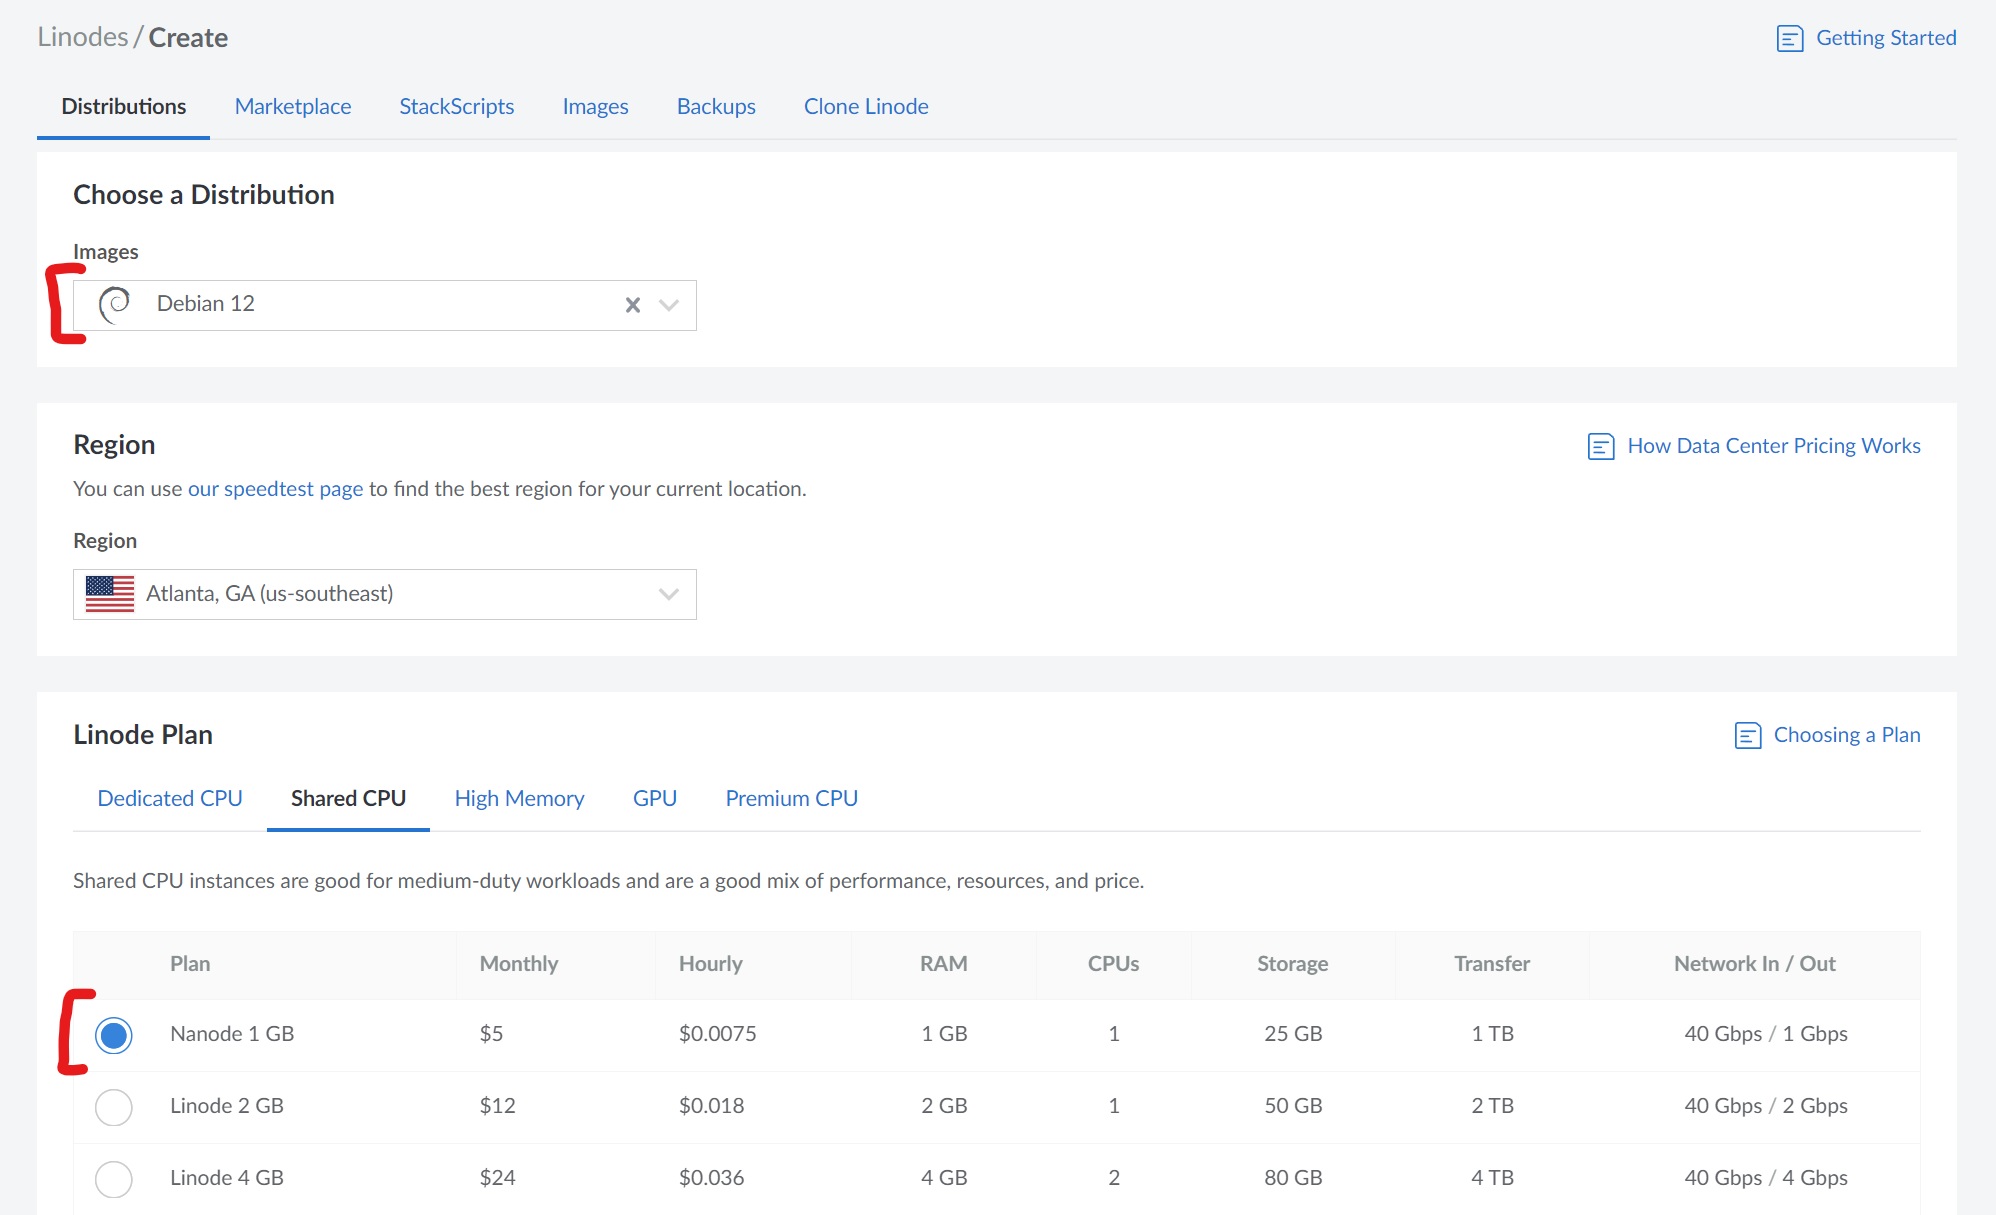 Linodes / Create
Getting Started
Distributions Marketplace StackScripts Images Backups Clone Linode
Choose a Distribution
Images
Debian 12
Region
How Data Center Pricing Works
You can use our speedtest page to find the best region for your current location.
Region
Atlanta, GA (us-southeast)
Linode Plan
Choosing a Plan
Dedicated CPU Shared CPU High Memory GPU Premium CPU
Shared CPU instances are good for medium-duty workloads and are a good mix of performance, resources, and price.
Plan Monthly Hourly RAM CPUs Storage Transfer Network In / Out
Nanode 1 GB $5 $0.0075 1 GB 1 25 GB 1 TB 40 Gbps / 1 Gbps
Linode 2 GB $12 $0.018 2 GB 1 50 GB 2 TB 40 Gbps / 2 Gbps
Linode 4 GB $24 $0.036 4 GB 2 80 GB 4 TB 40 Gbps / 4 Gbps